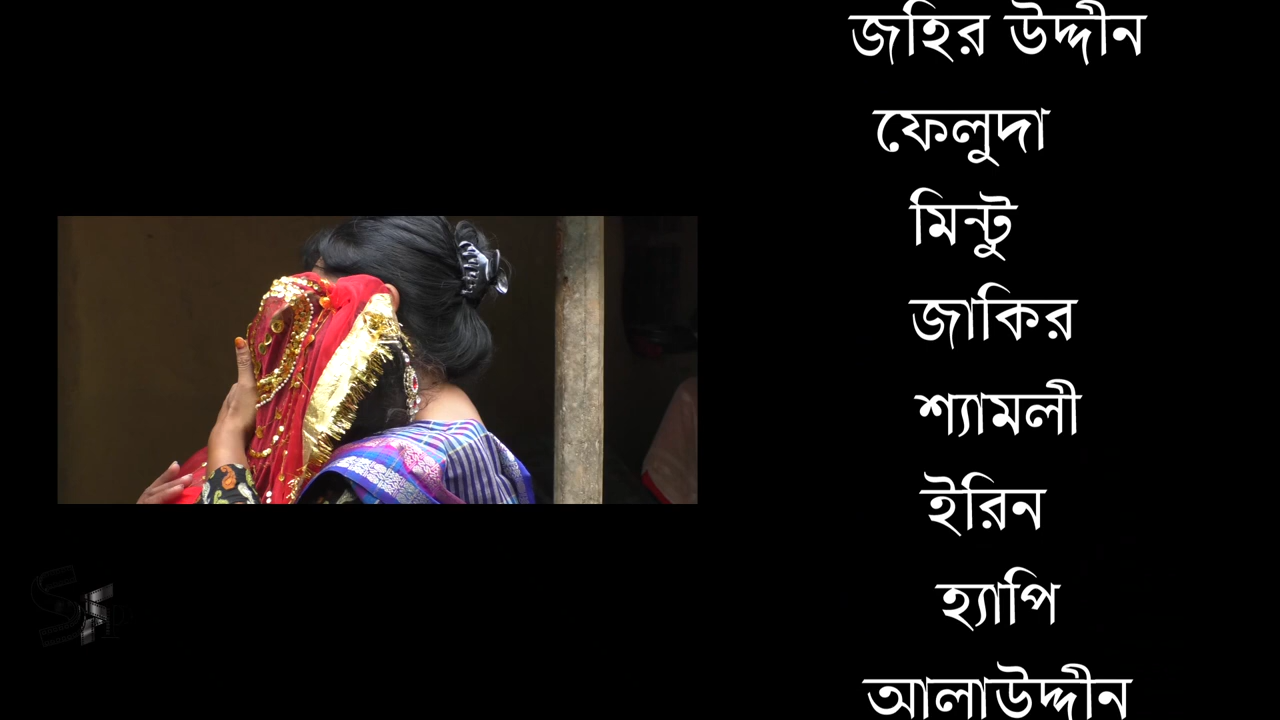 জহির উদ্দীন
ফেলুদা
মিন্টু
জাকির
শ্যামলী
ইরিন
হ্যাপি
আলাউদ্দীন